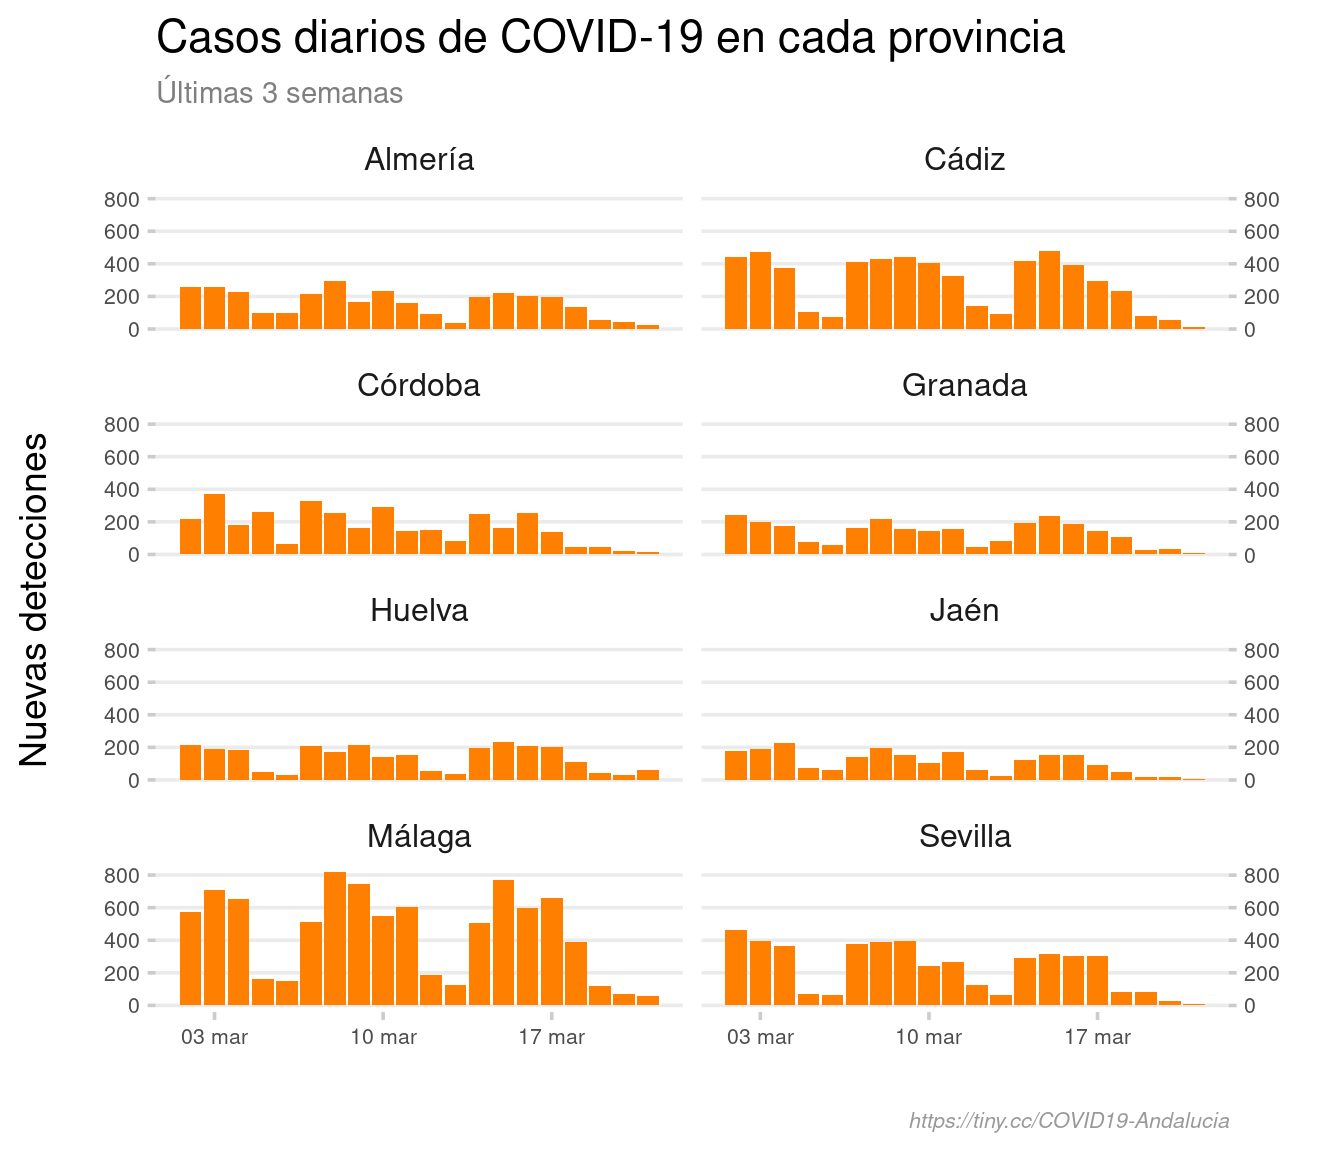 Casos diarios de COVID-19 en cada provincia
Últimas 3 semanas
Nuevas detecciones
Almería
800
600
400
200
0
Cádiz
800
600
400
200
0
Córdoba
800
600
400
200
0
Granada
800
600
400
200
0
Huelva
800
600
400
200
0
Jaén
800
600
400
200
0
Málaga
800
600
400
200
0
03 mar 10 mar 17 mar
Sevilla
800
600
400
200
0
03 mar 10 mar 17 mar
https://tiny.cc/COVID19-Andalucia